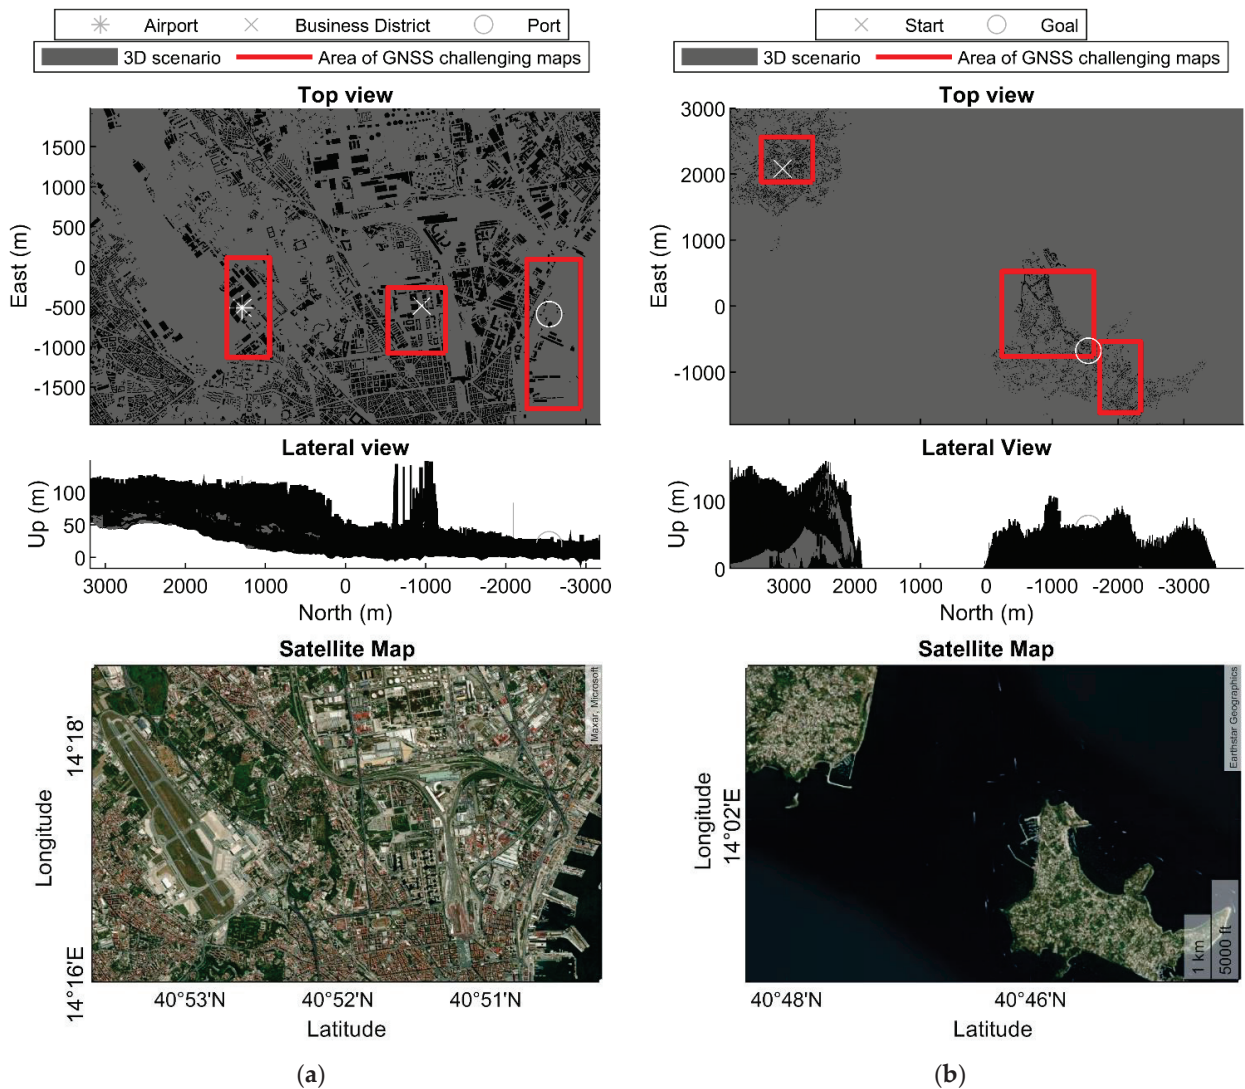 Airport Business District Port
3D scenario Area of GNSS challenging maps
Top view
1500
1000
500
0
-500
-1000
-1500
East (m)
Lateral view
100
50
0
Up (m)
3000 2000 1000 0 -1000 -2000 -3000
North (m)
Satellite Map
Maxar, Microsoft
14°18'
14°16'E
Longitude
40°53'N 40°52'N 40°51'N
Latitude
(a)
Start Goal
3D scenario Area of GNSS challenging maps
Top view
3000
2000
1000
0
-1000
East (m)
Lateral View
100
0
Up (m)
3000 2000 1000 0 -1000 -2000 -3000
North (m)
Satellite Map
Earthstar Geographics
14°02'E
Longitude
1 km
5000 ft
40°48'N 40°46'N
Latitude
(b)